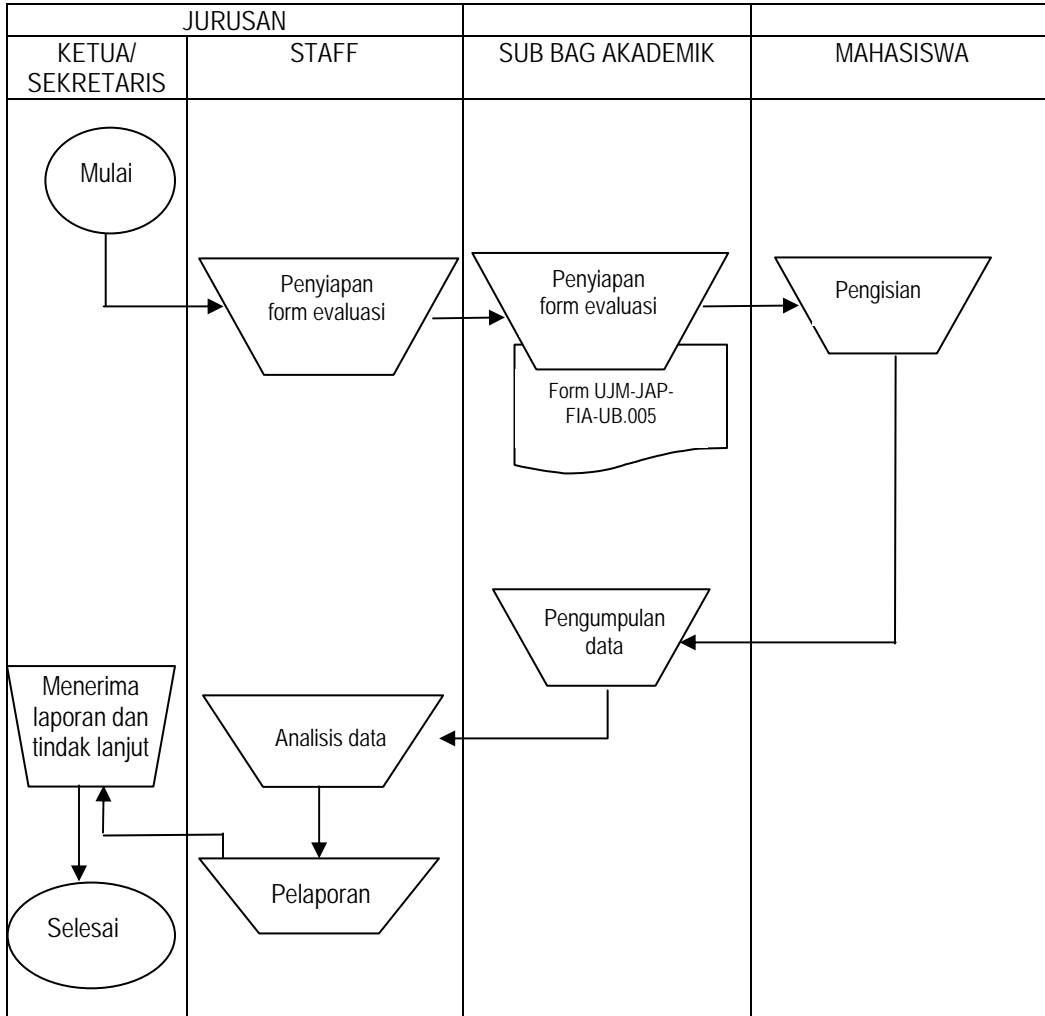 JURUSAN
KETUA/
SEKRETARIS
STAFF
SUB BAG AKADEMIK
MAHASISWA
Mulai
Penyiapan
form evaluasi
Penyiapan
form evaluasi
Pengisian
Form UJM-JAP-
FIA-UB.005
Pengumpulan
data
Menerima
laporan dan
tindak lanjut
Analisis data
Pelaporan
Selesai